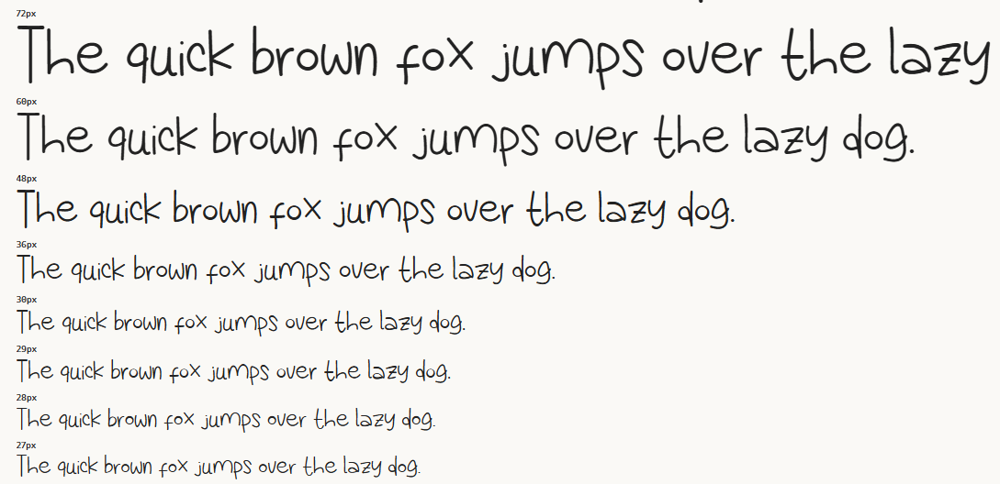 72px
The quick brown fox jumps over the lazy
60px
The quick brown fox jumps over the lazy dog.
48px
The quick brown fox jumps over the lazy dog.
36px
The quick brown fox jumps over the lazy dog.
30px
The quick brown fox jumps over the lazy dog.
29px
The quick brown fox jumps over the lazy dog.
28px
The quick brown fox jumps over the lazy dog.
27px
The quick brown fox jumps over the lazy dog.